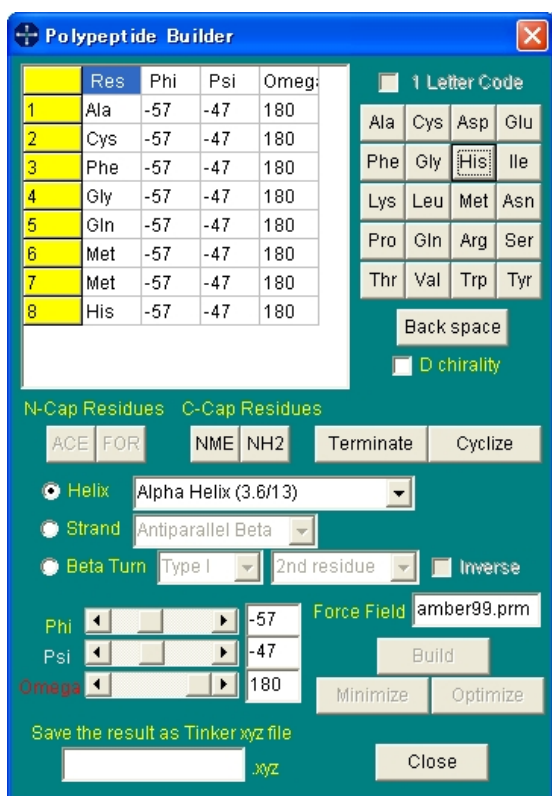 Polypeptide Builder
Res Phi Psi Omega
1 Ala -57 -47 180
2 Cys -57 -47 180
3 Phe -57 -47 180
4 Gly -57 -47 180
5 Gln -57 -47 180
6 Met -57 -47 180
7 Met -57 -47 180
8 His -57 -47 180
1 Letter Code
Ala Cys Asp Glu
Phe Gly His Ile
Lys Leu Met Asn
Pro Gln Arg Ser
Thr Val Trp Tyr
Back space
D chirality
N-Cap Residues C-Cap Residues
ACE FOR NME NH2 Terminate Cyclize
Helix Alpha Helix (3.6/13)
Strand Antiparallel Beta
Beta Turn Type I 2nd residue Inverse
Phi -57 Force Field amber99.prm
Psi -47 Build
Omega 180 Minimize Optimize
Save the result as Tinker xyz file
.xyz Close